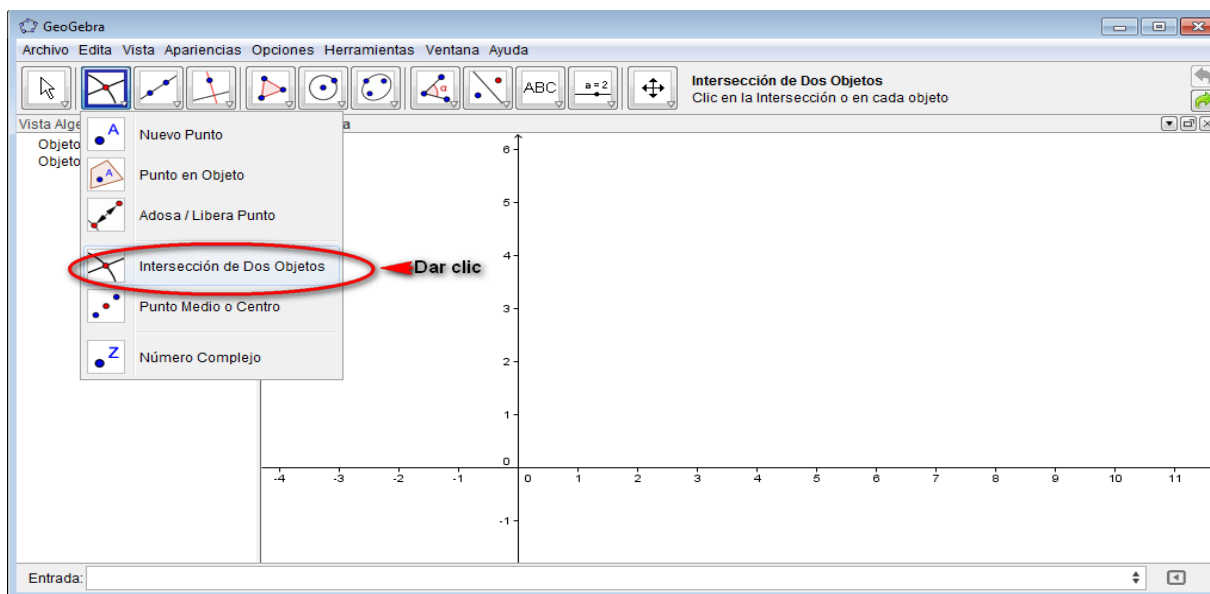 GeoGebra
Archivo Edita Vista Apariencias Opciones Herramientas Ventana Ayuda
ABC
a = 2
α
Intersección de Dos Objetos
Clic en la Intersección o en cada objeto
Vista Alge
a
Objeto
Objeto
A
Nuevo Punto
A
Punto en Objeto
Adosa / Libera Punto
Intersección de Dos Objetos
Dar clic
Punto Medio o Centro
Z
Número Complejo
6
5
4
3
2
1
0
-4 -3 -2 -1 0 1 2 3 4 5 6 7 8 9 10 11
-1
Entrada: